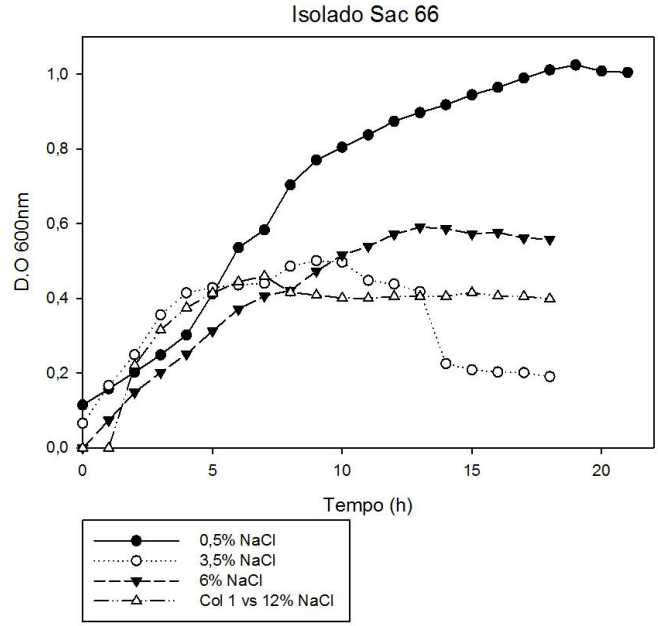 Isolado Sac 66
D.O 600nm
1,0
0,8
0,6
0,4
0,2
0,0
0 5 10 15 20
Tempo (h)
0,5% NaCl
3,5% NaCl
6% NaCl
Col 1 vs 12% NaCl